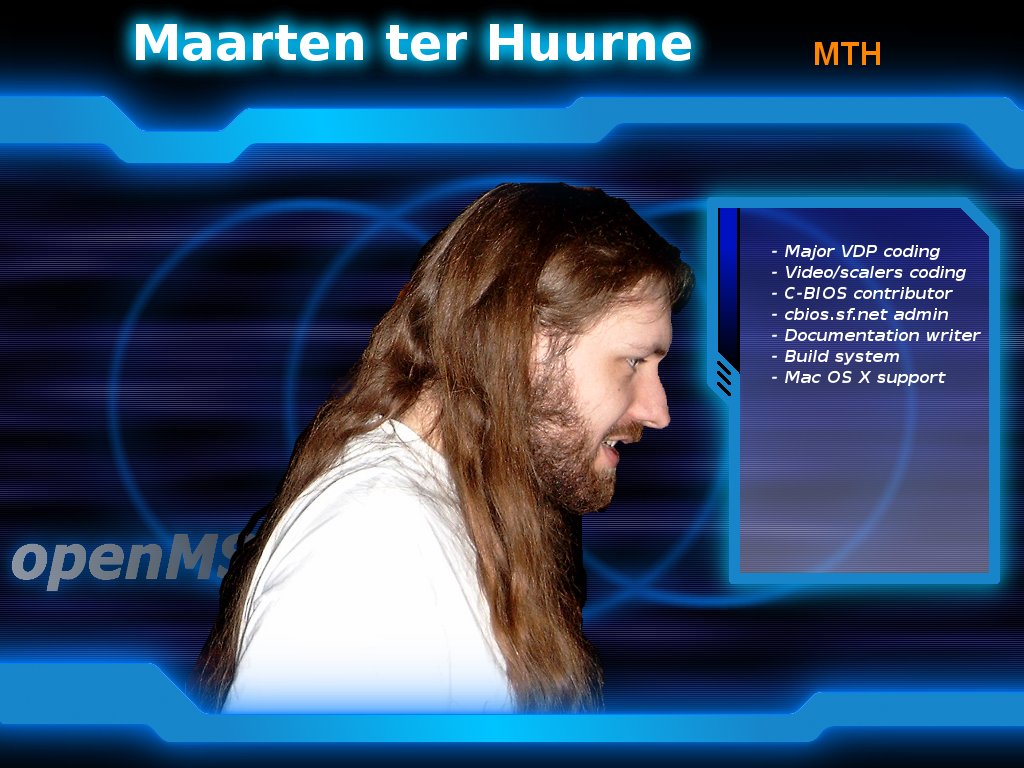 Maarten ter Huurne
MTH
- Major VDP coding
- Video/scalers coding
- C-BIOS contributor
- cbios.sf.net admin
- Documentation writer
- Build system
- Mac OS X support
openMS